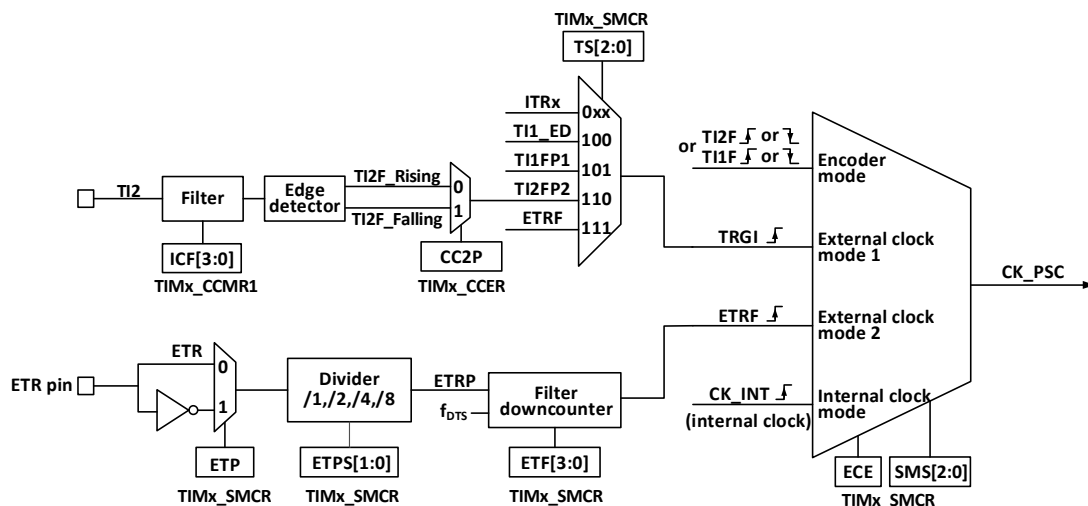 TIMx_SMCR
TS[2:0]
ITRx
0xx
TI1_ED
100
TI1FP1
101
TI2FP2
110
ETRF
111
TI2
Filter
ICF[3:0]
TIMx_CCMR1
Edge
detector
TI2F_Rising
TI2F_Falling
0
1
CC2P
TIMx_CCER
or TI2F or
TI1F or
Encoder
mode
TRGI
External clock
mode 1
ETRF
External clock
mode 2
CK_INT
(internal clock)
Internal clock
mode
CK_PSC
ECE
SMS[2:0]
TIMx_SMCR
ETR pin
ETR
0
1
ETP
TIMx_SMCR
Divider
/1,/2,/4,/8
ETPS[1:0]
TIMx_SMCR
ETRP
fDTS
Filter
downcounter
ETF[3:0]
TIMx_SMCR